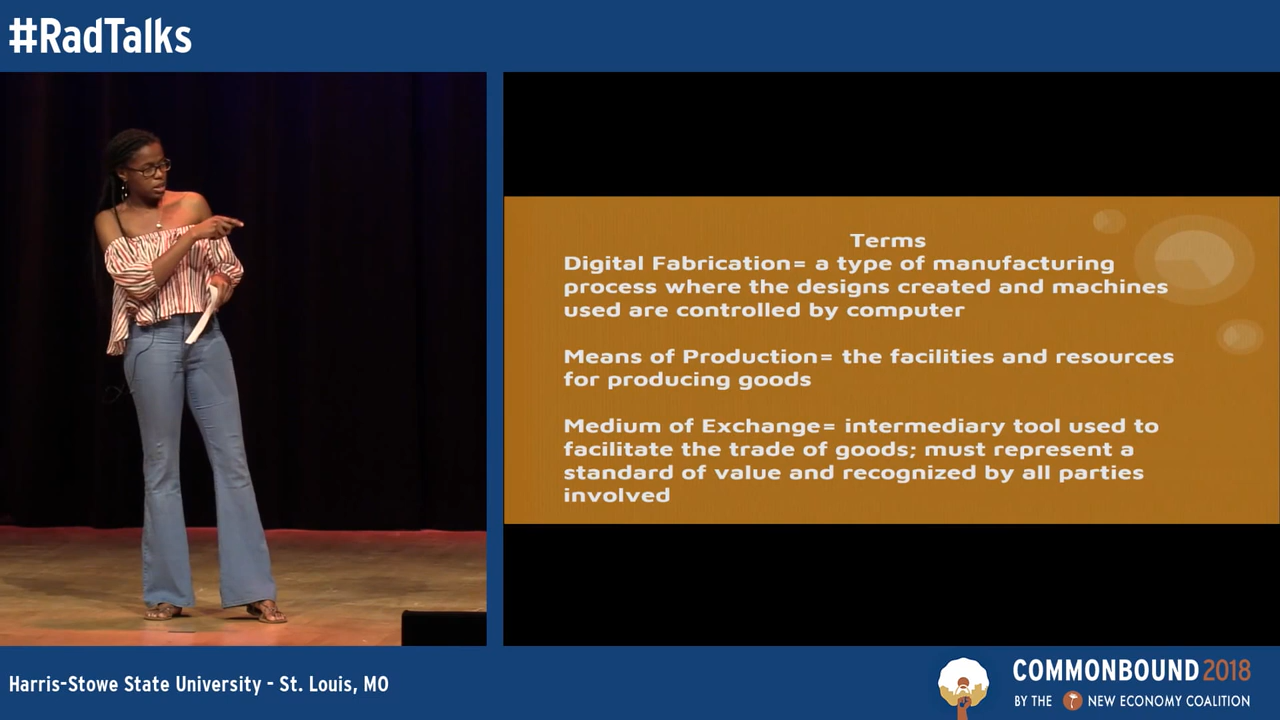 #RadTalks
Terms
Digital Fabrication= a type of manufacturing
process where the designs created and machines
used are controlled by computer
Means of Production= the facilities and resources
for producing goods
Medium of Exchange= intermediary tool used to
facilitate the trade of goods; must represent a
standard of value and recognized by all parties
involved
Harris-Stowe State University - St. Louis, MO
COMMONBOUND 2018
BY THE NEW ECONOMY COALITION